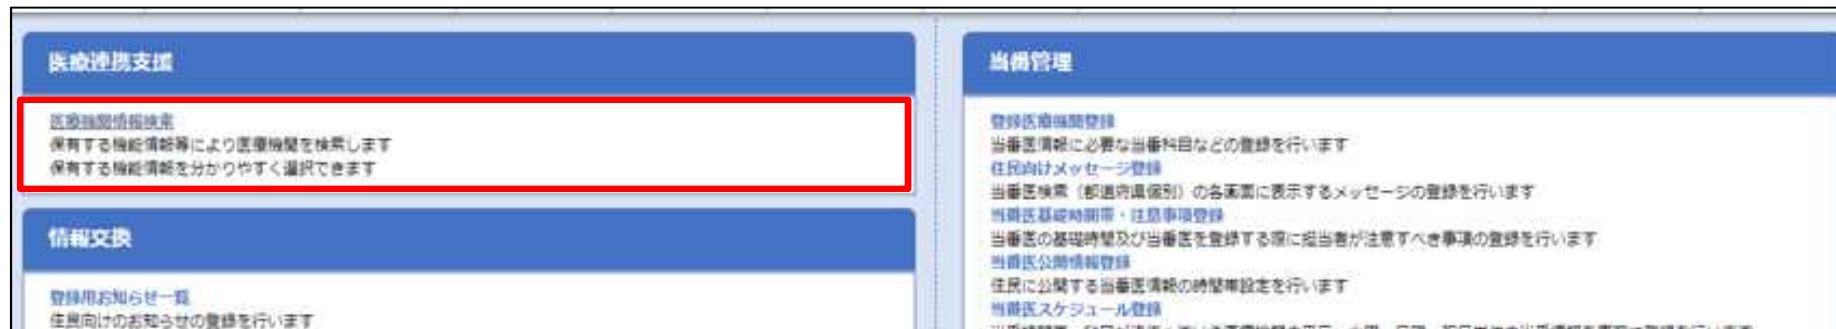 医療連携支援
医療機関情報検索
保有する機能情報等により医療機関を検索します
保有する機能情報を分かりやすく選択できます
情報交換
登録用お知らせ一覧
住民向けのお知らせの登録を行います
当番管理
登録医療機関登録
当番医情報に必要な当番科目などの登録を行います
住民向けメッセージ登録
当番医検索（都道府県個別）の各画面に表示するメッセージの登録を行います
当番医基礎時間帯・注意事項登録
当番医の基礎時間及び当番医を登録する際に担当者が注意すべき事項の登録を行います
当番医公開情報登録
住民に公開する当番医情報の時間帯設定を行います
当番医スケジュール登録